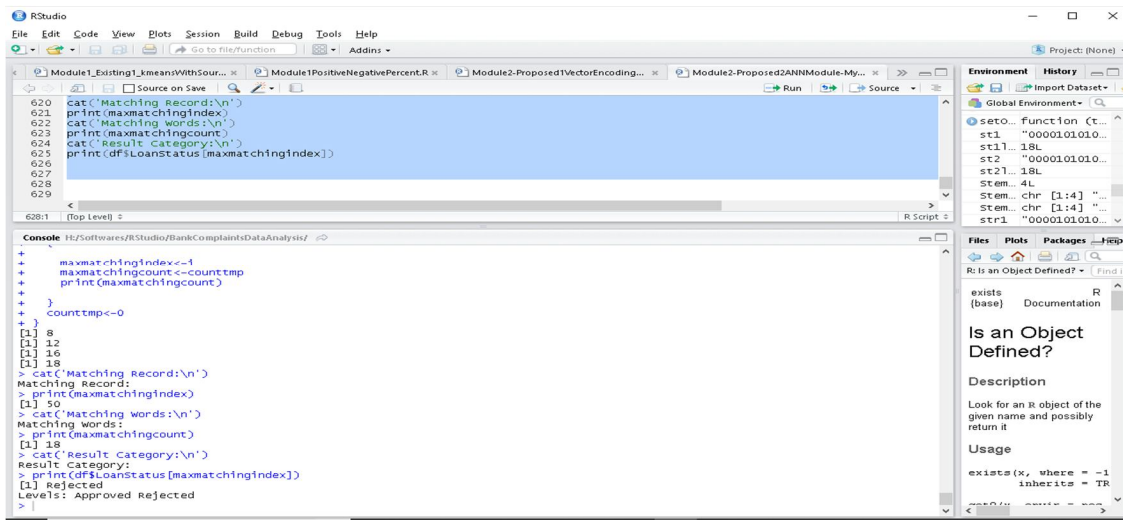 RStudio
File Edit Code View Plots Session Build Debug Tools Help
Go to file/function Addins Project: (None)
Module1_Existing1_kmeansWithSour... Module1PositiveNegativePercent.R Module2-Proposed1VectorEncoding... Module2-Proposed2ANNModule-My...
Source on Save Run Source
620 cat('Matching Record:\n')
621 print(maxmatchingindex)
622 cat('Matching Words:\n')
623 print(maxmatchingcount)
624 cat('Result Category:\n')
625 print(df$LoanStatus[maxmatchingindex])
626
627
628
629
628:1 (Top Level) R Script
Console H:/Softwares/RStudio/BankComplaintsDataAnalysis/
+ {
+
+ maxmatchingindex<-i
+ maxmatchingcount<-counttmp
+ print(maxmatchingcount)
+
+ }
+ counttmp<-0
+ }
[1] 8
[1] 12
[1] 16
[1] 18
> cat('Matching Record:\n')
Matching Record:
> print(maxmatchingindex)
[1] 50
> cat('Matching Words:\n')
Matching Words:
> print(maxmatchingcount)
[1] 18
> cat('Result Category:\n')
Result Category:
> print(df$LoanStatus[maxmatchingindex])
[1] Rejected
Levels: Approved Rejected
>
Environment History
Import Dataset
Global Environment
seto... function (t...
st1 "0000101010...
st1l... 18L
st2 "0000101010...
st2l... 18L
Stem... 4L
Stem... chr [1:4] "...
Stem... chr [1:4] "...
str1 "0000101010...
Files Plots Packages Help
R: Is an Object Defined? Find i
exists R
{base} Documentation
Is an Object
Defined?
Description
Look for an R object of the
given name and possibly
return it
Usage
exists(x, where = -1
inherits = TR